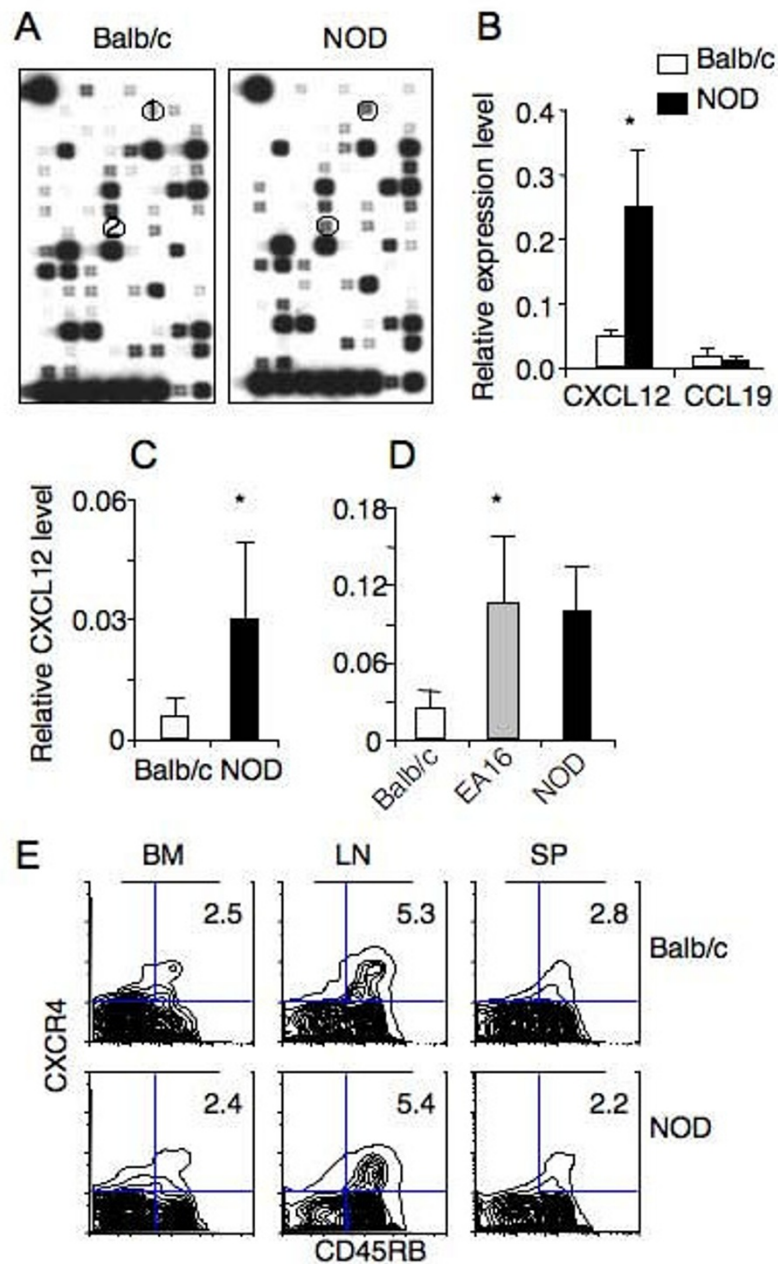 A
Balb/c
NOD
1
2
B
Balb/c
NOD
Relative expression level
0.4
0.3
0.2
0.1
0.0
*
CXCL12
CCL19
C
Relative CXCL12 level
0.06
0.03
0
*
Balb/c
NOD
D
0.18
0.12
0.06
0
*
Balb/c
EA16
NOD
E
BM
LN
SP
2.5
5.3
2.8
Balb/c
CXCR4
2.4
5.4
2.2
NOD
CD45RB